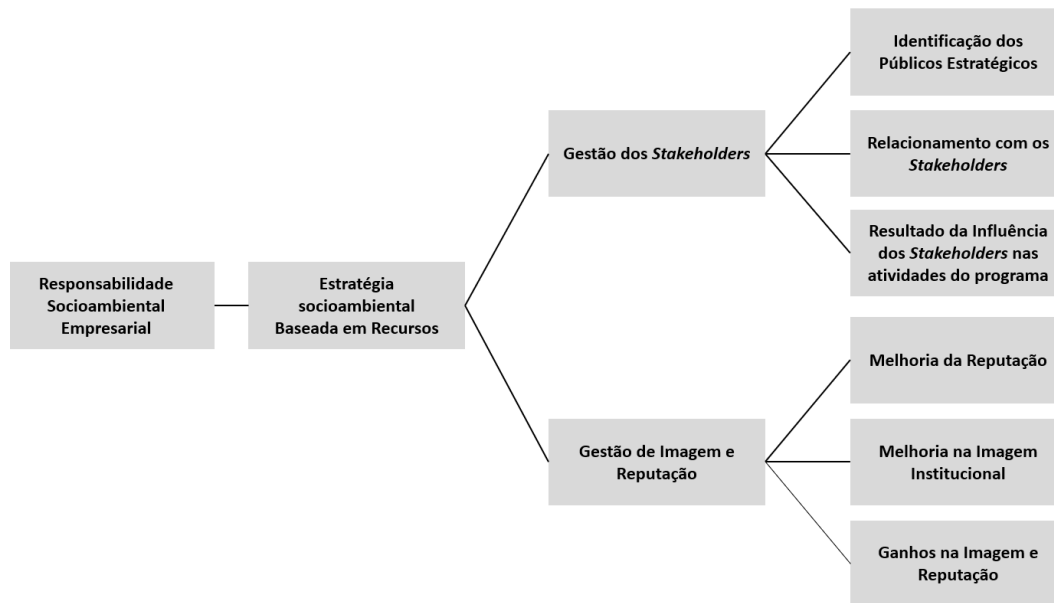 Responsabilidade
Socioambiental
Empresarial
Estratégia
socioambiental
Baseada em Recursos
Gestão dos Stakeholders
Identificação dos
Públicos Estratégicos
Relacionamento com os
Stakeholders
Resultado da Influência
dos Stakeholders nas
atividades do programa
Gestão de Imagem e
Reputação
Melhoria da Reputação
Melhoria na Imagem
Institucional
Ganhos na Imagem e
Reputação